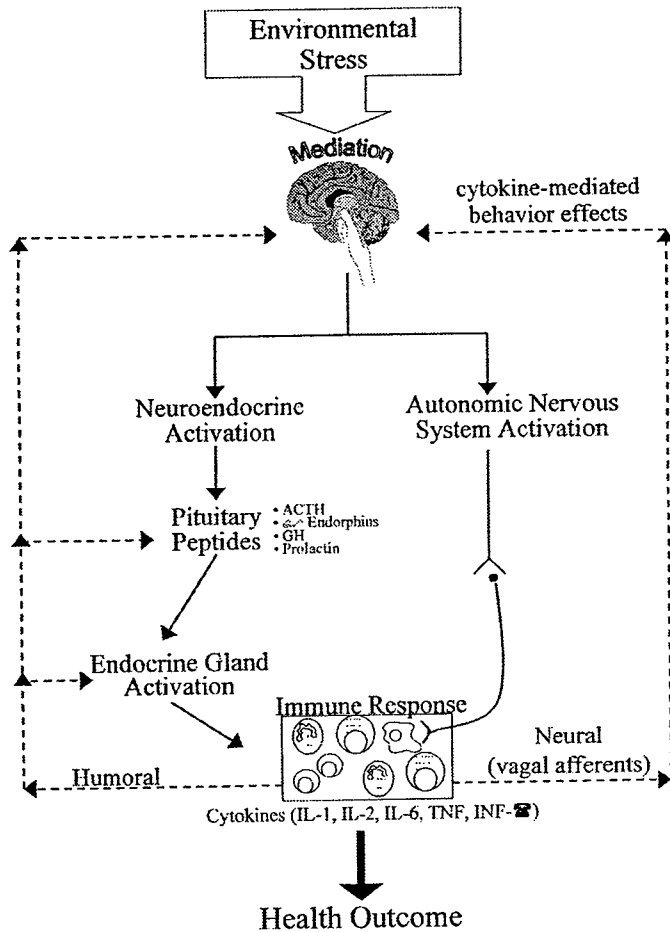 Environmental
Stress
Mediation
cytokine-mediated
behavior effects
Neuroendocrine
Activation
Autonomic Nervous
System Activation
Pituitary
Peptides
• ACTH
• Endorphins
• GH
• Prolactin
Endocrine Gland
Activation
Immune Response
Humoral
Neural
(vagal afferents)
Cytokines (IL-1, IL-2, IL-6, TNF, INF-☎)
Health Outcome